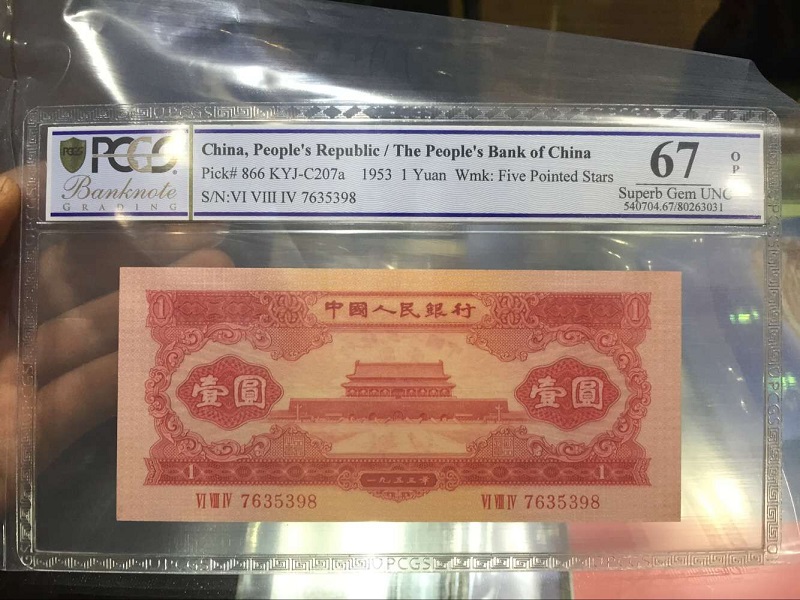 UPCGS
PCGS
PCGS
Banknote
GRADING
China, People's Republic / The People's Bank of China
Pick# 866 KYJ-C207a 1953 1 Yuan Wmk: Five Pointed Stars
S/N:VI VIII IV 7635398
67
OP
Superb Gem UNC
540704.67/80263031
1 中國人民銀行 1
壹圓 壹圓
1 一九五三年 1
VI VIII IV 7635398 VI VIII IV 7635398
UPCGS